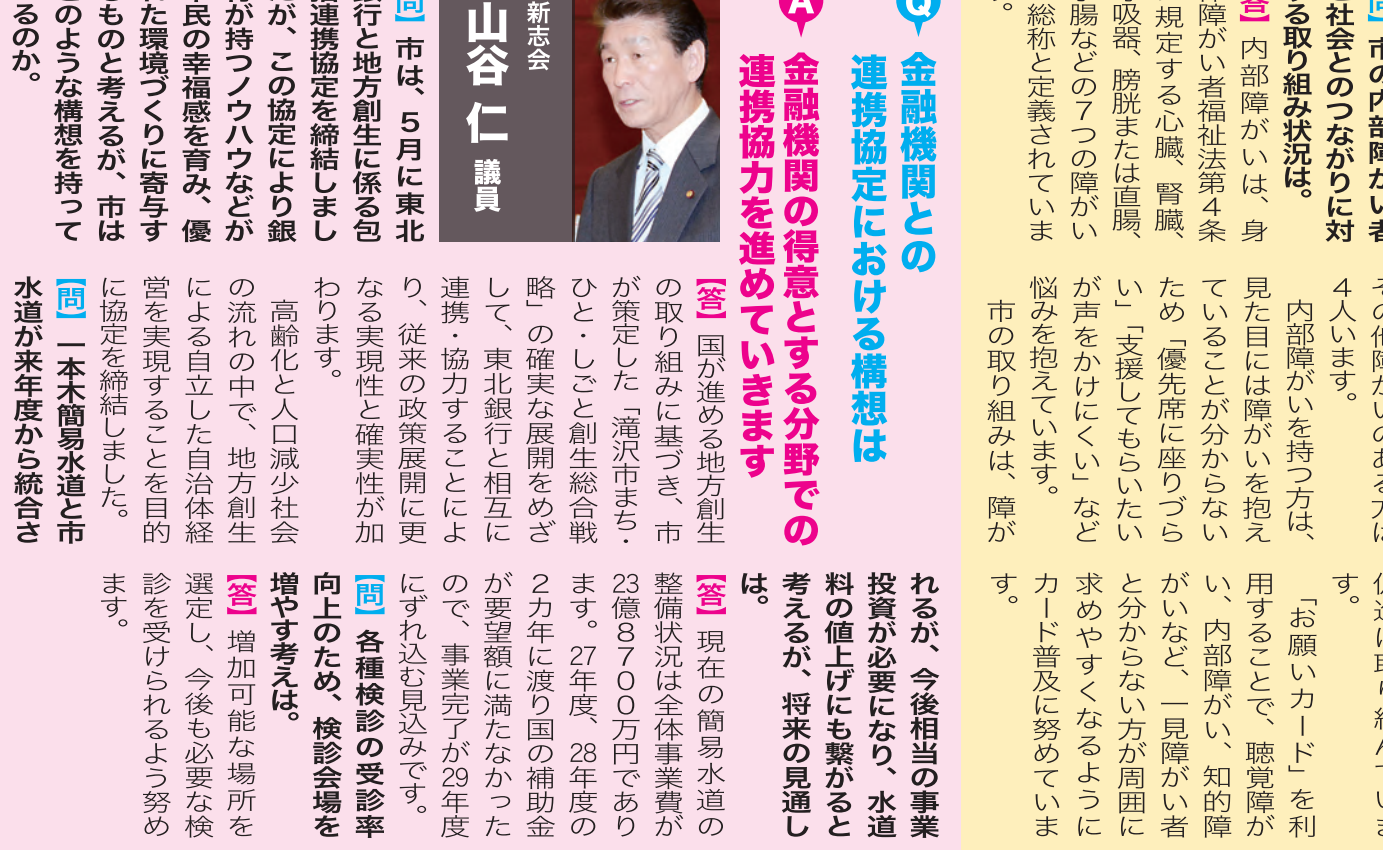 市の内部障がい者
社会とのつながりに対
る取り組み状況は。
【答】内部障がいは、身
障がい者福祉法第４条
規定する心臓、腎臓、
吸器、膀胱または直腸、
腸などの７つの障がい
総称と定義されていま
。
４人います。
　内部障がいを持つ方は、
見た目には障がいを抱え
ていることが分からない
ため「優先席に座りづら
い」「支援してもらいたい
が声をかけにくい」など
悩みを抱えています。
　市の取り組みは、障が
す。
　「お願いカード」を利
用することで、聴覚障が
い、内部障がい、知的障
がいなど、一見障がい者
と分からない方が周囲に
求めやすくなるように
カード普及に努めていま
す。
Q
金融機関との
連携協定における構想は
A
金融機関の得意とする分野での
連携協力を進めていきます
新志会
山谷 仁 議員
【問】市は、５月に東北
銀行と地方創生に係る包
括連携協定を締結しまし
が、この協定により銀
が持つノウハウなどが
民の幸福感を育み、優
た環境づくりに寄与す
ものと考えるが、市は
のような構想を持って
るのか。
【答】国が進める地方創生
の取り組みに基づき、市
が策定した「滝沢市まち・
ひと・しごと創生総合戦
略」の確実な展開をめざ
して、東北銀行と相互に
連携・協力することによ
り、従来の政策展開に更
なる実現性と確実性が加
わります。
　高齢化と人口減少社会
の流れの中で、地方創生
による自立した自治体経
営を実現することを目的
に協定を締結しました。
【問】一本木簡易水道と市
水道が来年度から統合さ
れるが、今後相当の事業
投資が必要になり、水道
料の値上げにも繋がると
考えるが、将来の見通し
は。
【答】現在の簡易水道の
整備状況は全体事業費が
23億８７００万円であり
ます。27年度、28年度の
２カ年に渡り国の補助金
が要望額に満たなかった
ので、事業完了が29年度
にずれ込む見込みです。
【問】各種検診の受診率
向上のため、検診会場を
増やす考えは。
【答】増加可能な場所を
選定し、今後も必要な検
診を受けられるよう努め
ます。